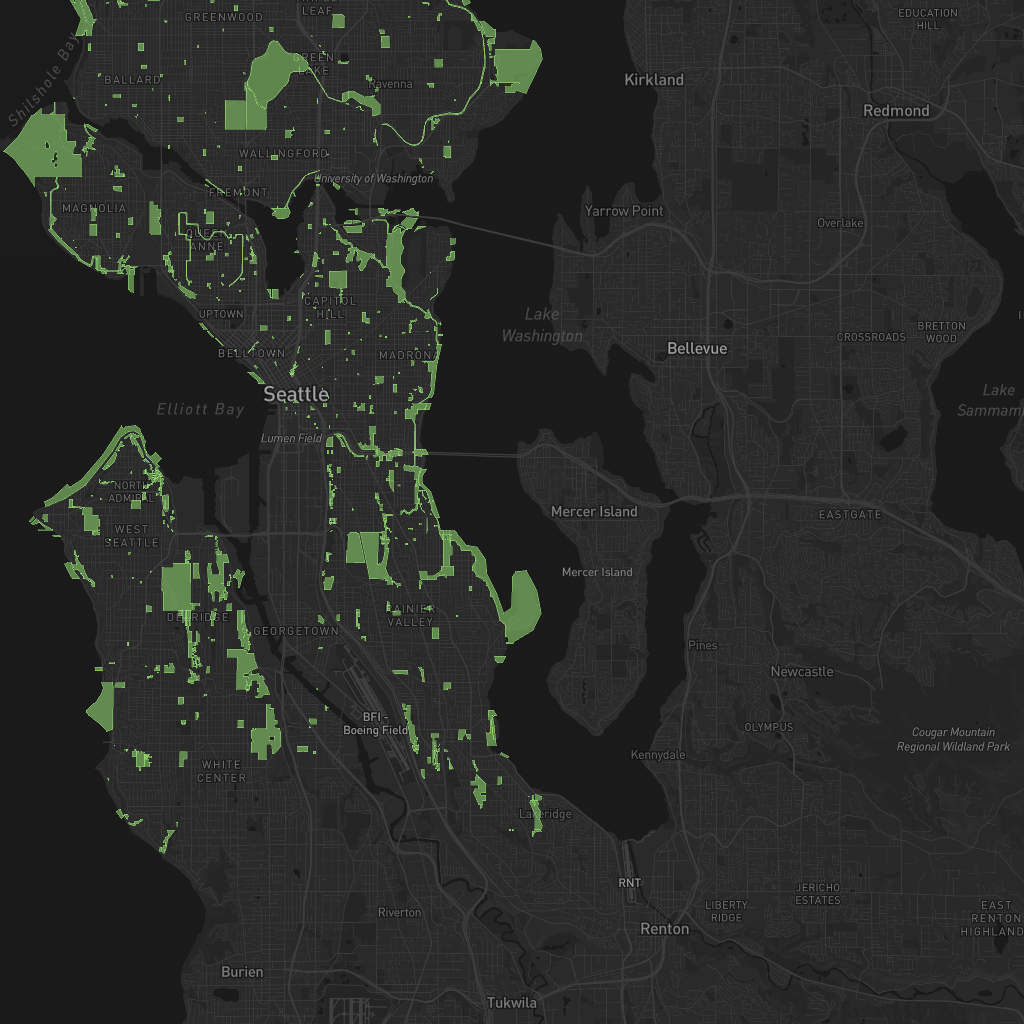 EDUCATION
HILL
GREENWOOD
LEAF
Shilshole Bay
GREEN
LAKE
BALLARD
Ravenna
Kirkland
Redmond
WALLINGFORD
University of Washington
FREMONT
MAGNOLIA
Yarrow Point
Overlake
QUEEN
ANNE
CAPITOL
HILL
UPTOWN
Lake
Washington
BRETTON
WOOD
CROSSROADS
BELLTOWN
MADRONA
Bellevue
Seattle
Lake
Sammam
Elliott Bay
Lumen Field
NORTH
ADMIRAL
Mercer Island
EASTGATE
WEST
SEATTLE
Mercer Island
RAINIER
VALLEY
DELRIDGE
GEORGETOWN
Pines
Newcastle
BFI -
Boeing Field
OLYMPUS
Cougar Mountain
Regional Wildland Park
Kennydale
WHITE
CENTER
Lakeridge
RNT
JERICHO
ESTATES
LIBERTY
RIDGE
Riverton
EAST
RENTON
HIGHLAND
Renton
Burien
Tukwila